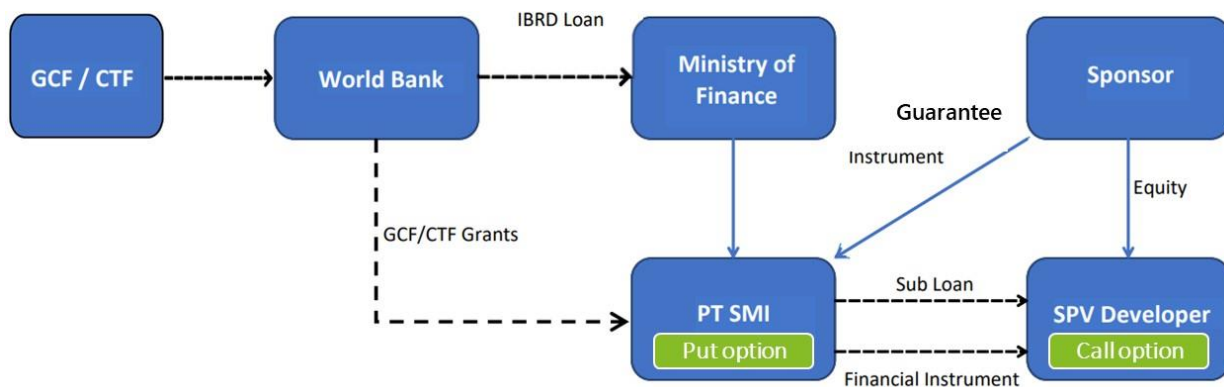 IBRD Loan
GCF / CTF
World Bank
Ministry of
Finance
Sponsor
Guarantee
Instrument
Equity
GCF/CTF Grants
PT SMI
Put option
Sub Loan
SPV Developer
Call option
Financial Instrument